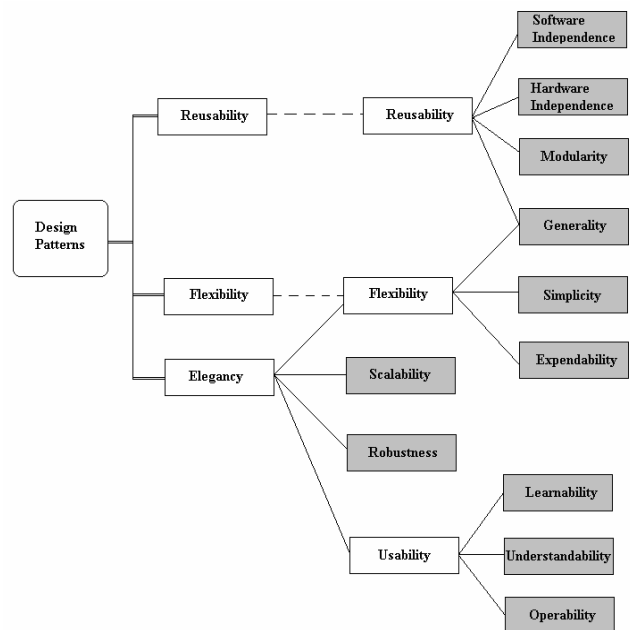 Software
Independence
Hardware
Independence
Reusability
Reusability
Modularity
Design
Patterns
Generality
Flexibility
Flexibility
Simplicity
Expendability
Elegancy
Scalability
Robustness
Learnability
Usability
Understandability
Operability